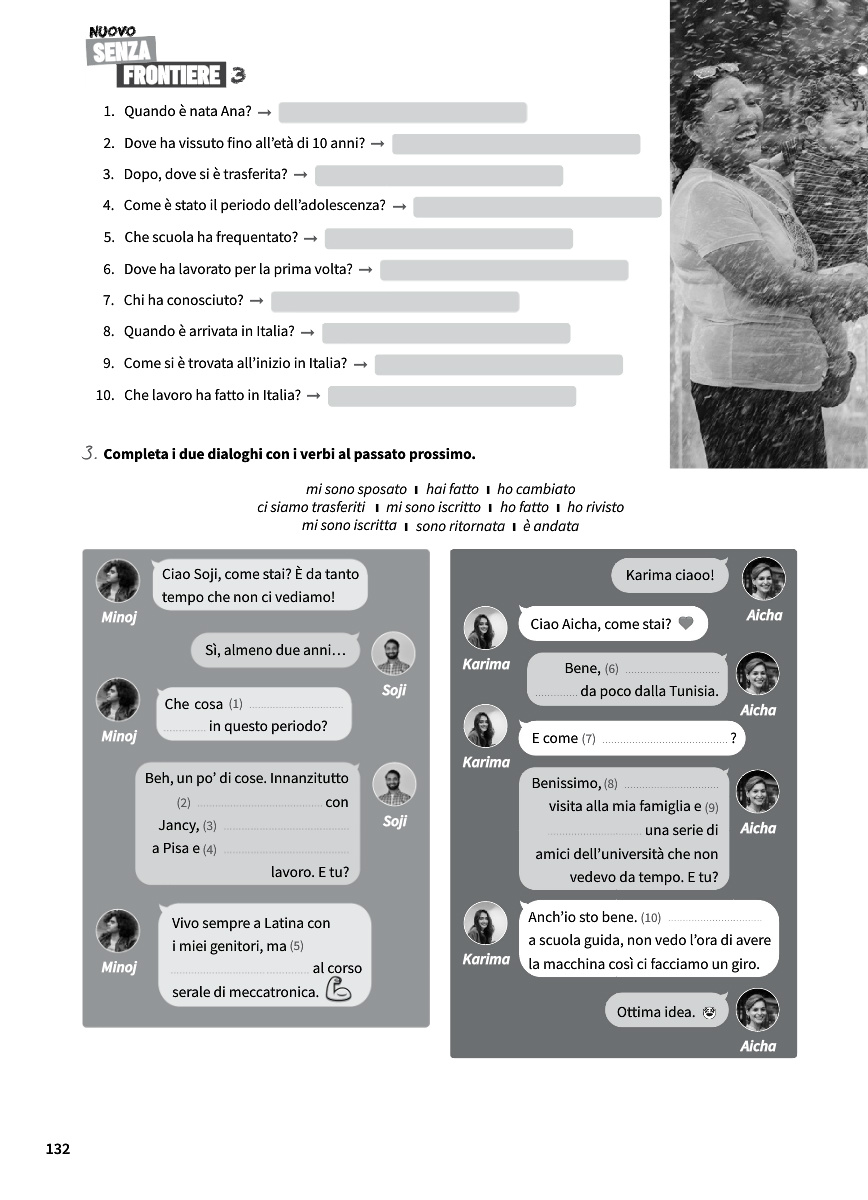 NUOVO
SENZA
FRONTIERE 3
1. Quando è nata Ana? →
2. Dove ha vissuto fino all'età di 10 anni? →
3. Dopo, dove si è trasferita? →
4. Come è stato il periodo dell'adolescenza? →
5. Che scuola ha frequentato? →
6. Dove ha lavorato per la prima volta? →
7. Chi ha conosciuto? →
8. Quando è arrivata in Italia? →
9. Come si è trovata all'inizio in Italia? →
10. Che lavoro ha fatto in Italia? →
3. Completa i due dialoghi con i verbi al passato prossimo.
mi sono sposato ı hai fatto ı ho cambiato
ci siamo trasferiti ı mi sono iscritto ı ho fatto ı ho rivisto
mi sono iscritta ı sono ritornata ı è andata
Ciao Soji, come stai? È da tanto
tempo che non ci vediamo!
Minoj
Sì, almeno due anni…
Soji
Che cosa (1) ........................
............ in questo periodo?
Minoj
Beh, un po' di cose. Innanzitutto
(2) ........................ con
Jancy, (3) ........................
a Pisa e (4) ........................
lavoro. E tu?
Soji
Vivo sempre a Latina con
i miei genitori, ma (5)
........................ al corso
serale di meccatronica.
Minoj
Karima ciaoo!
Aicha
Ciao Aicha, come stai?
Karima
Bene, (6) ........................
............ da poco dalla Tunisia.
Aicha
E come (7) ........................?
Karima
Benissimo, (8) ........................
visita alla mia famiglia e (9)
........................ una serie di
amici dell'università che non
vedevo da tempo. E tu?
Aicha
Anch'io sto bene. (10) ........................
a scuola guida, non vedo l'ora di avere
la macchina così ci facciamo un giro.
Karima
Ottima idea.
Aicha
132